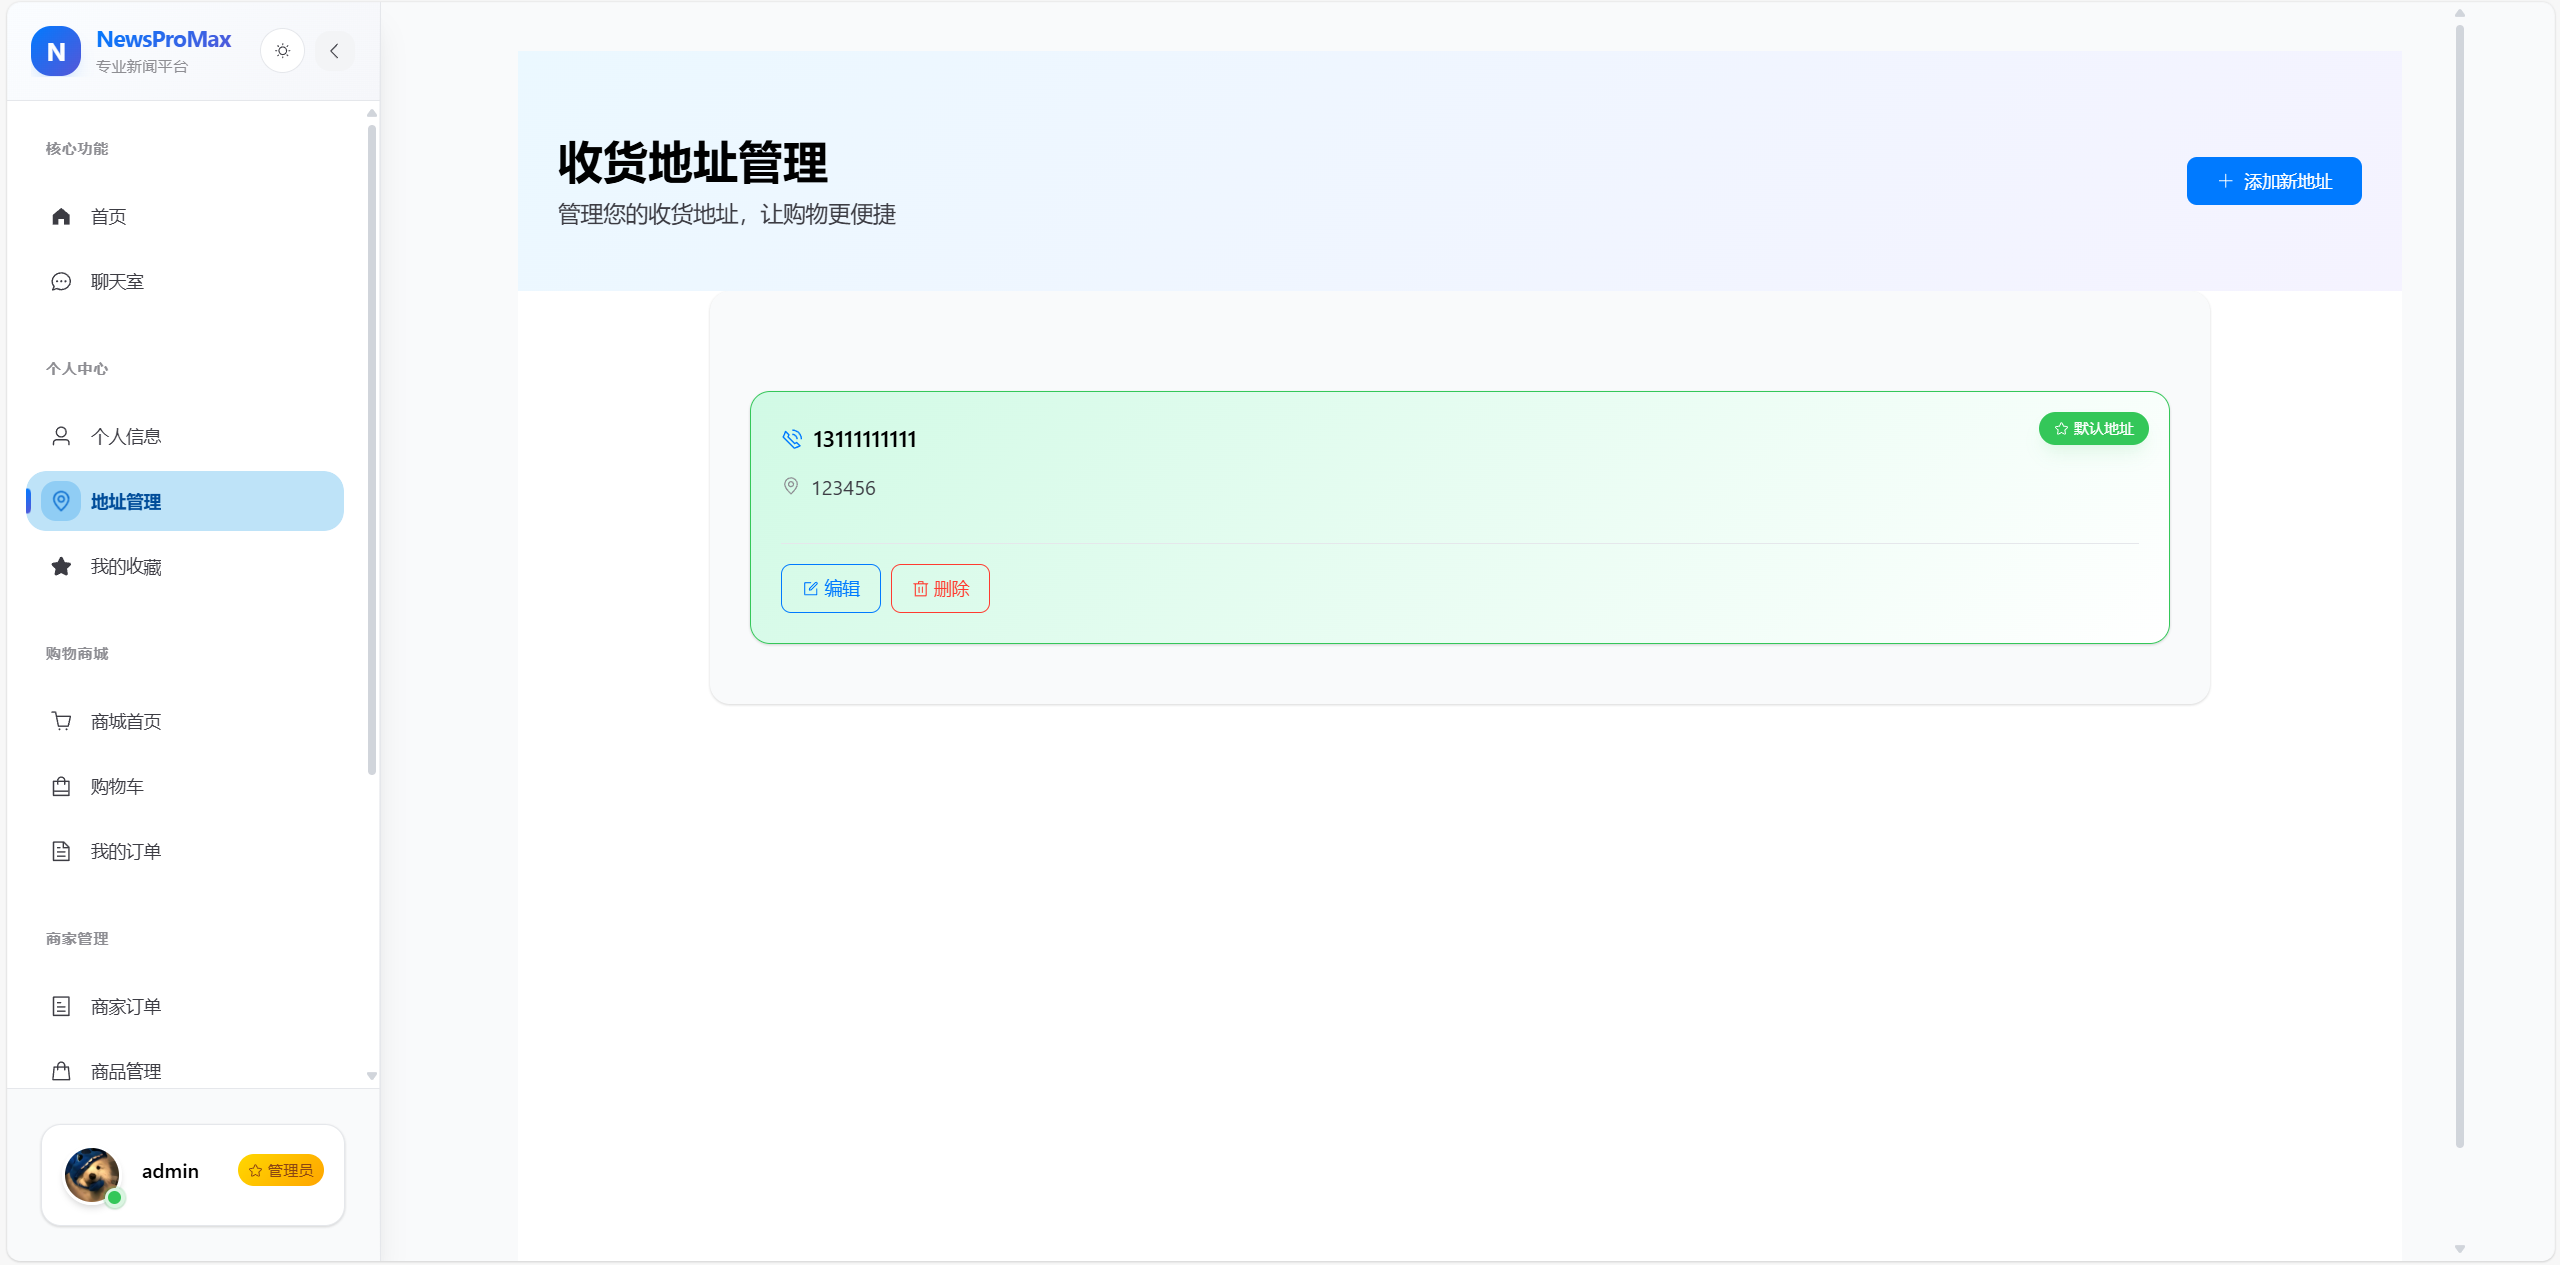 N
NewsProMax
专业新闻平台
核心功能
首页
聊天室
个人中心
个人信息
地址管理
我的收藏
购物商城
商城首页
购物车
我的订单
商家管理
商家订单
商品管理
admin
管理员
收货地址管理
管理您的收货地址，让购物更便捷
添加新地址
13111111111
默认地址
123456
编辑
删除